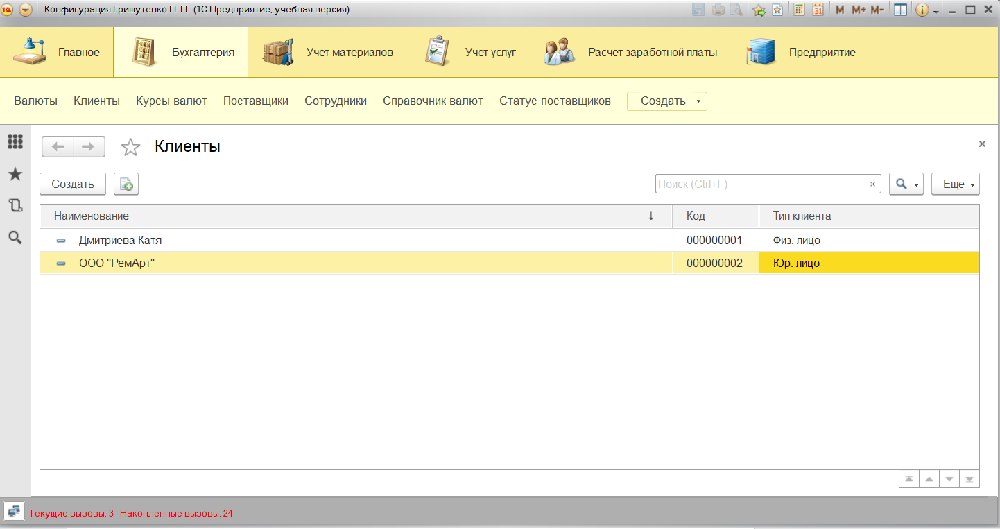 Конфигурация Гришутенко П. П. (1С:Предприятие, учебная версия)
31 M M+ M-
Главное Бухгалтерия Учет материалов Учет услуг Расчет заработной платы Предприятие
Валюты Клиенты Курсы валют Поставщики Сотрудники Справочник валют Статус поставщиков Создать
Клиенты
Создать Поиск (Ctrl+F) Еще
Наименование Код Тип клиента
Дмитриева Катя 000000001 Физ. лицо
ООО "РемАрт" 000000002 Юр. лицо
Текущие вызовы: 3 Накопленные вызовы: 24